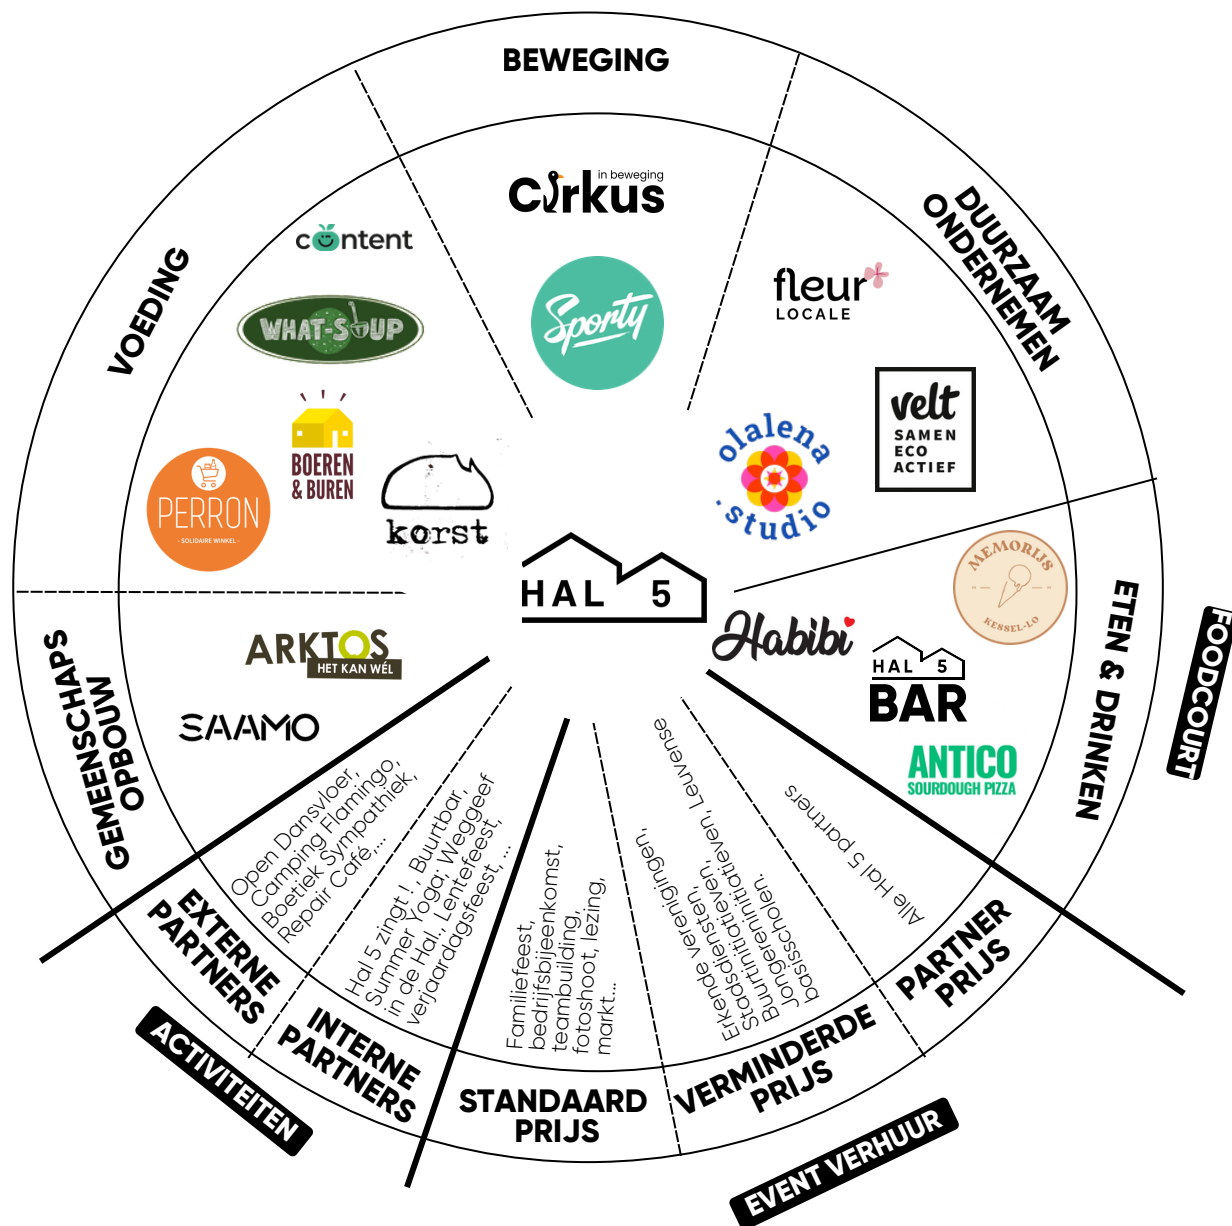 BEWEGING
in beweging
Cirkus
Sporty
DUURZAAM
ONDERNEMEN
fleur
LOCALE
velt
SAMEN
ECO
ACTIEF
olalena
.studio
VOEDING
content
WHAT-SOUP
BOEREN
& BUREN
PERRON
- SOLIDAIRE WINKEL -
korst
HAL 5
ETEN & DRINKEN
FOODCOURT
MEMORIJS
KESSEL-LO
Habibi
HAL 5
BAR
ANTICO
SOURDOUGH PIZZA
GEMEENSCHAPS
OPBOUW
ARKTOS
HET KAN WÉL
SAAMO
Open Dansvloer,
Camping Flamingo,
Boetiek Sympathiek,
Repair Café,...
EXTERNE
PARTNERS
Hal 5 zingt! , Buurtbar,
Summer Yoga; Weggeef
in de Hal, Lentefeest,
verjaardagsfeest, ...
INTERNE
PARTNERS
ACTIVITEITEN
Familiefeest,
bedrijfsbijeenkomst,
teambuilding,
fotoshoot, lezing,
markt...
STANDAARD
PRIJS
Erkende verenigingen,
Stadsdiensten,
Buurtinitiatieven,
Jongereninitiatieven, Leuvense
basisscholen.
VERMINDERDE
PRIJS
Alle Hal 5 partners
PARTNER
PRIJS
EVENT VERHUUR